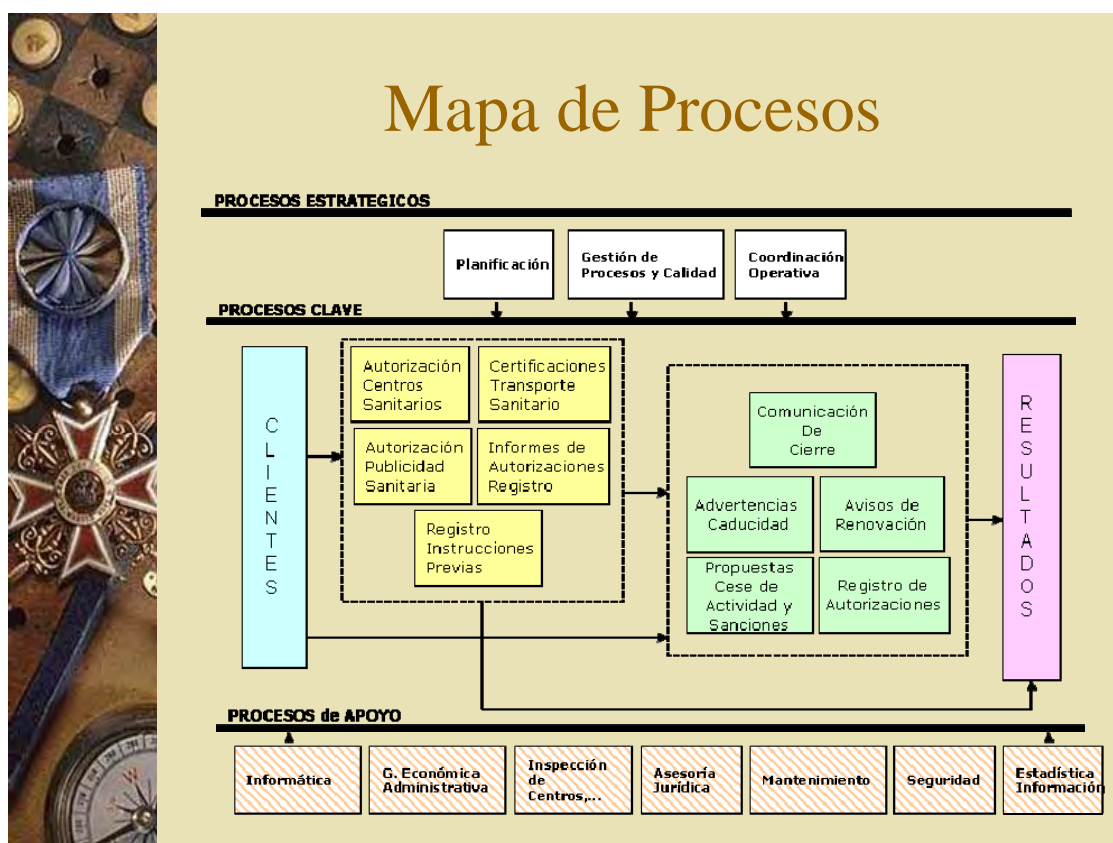 Mapa de Procesos
PROCESOS ESTRATEGICOS
Planificación
Gestión de
Procesos y Calidad
Coordinación
Operativa
PROCESOS CLAVE
CLIENTES
Autorización
Centros
Sanitarios
Certificaciones
Transporte
Sanitario
Autorización
Publicidad
Sanitaria
Informes de
Autorizaciones
Registro
Registro
Instrucciones
Previas
Comunicación
De
Cierre
Advertencias
Caducidad
Avisos de
Renovación
Propuestas
Cese de
Actividad y
Sanciones
Registro de
Autorizaciones
RESULTADOS
PROCESOS de APOYO
Informática
G. Económica
Administrativa
Inspección
de
Centros,...
Asesoría
Jurídica
Mantenimiento
Seguridad
Estadística
Información